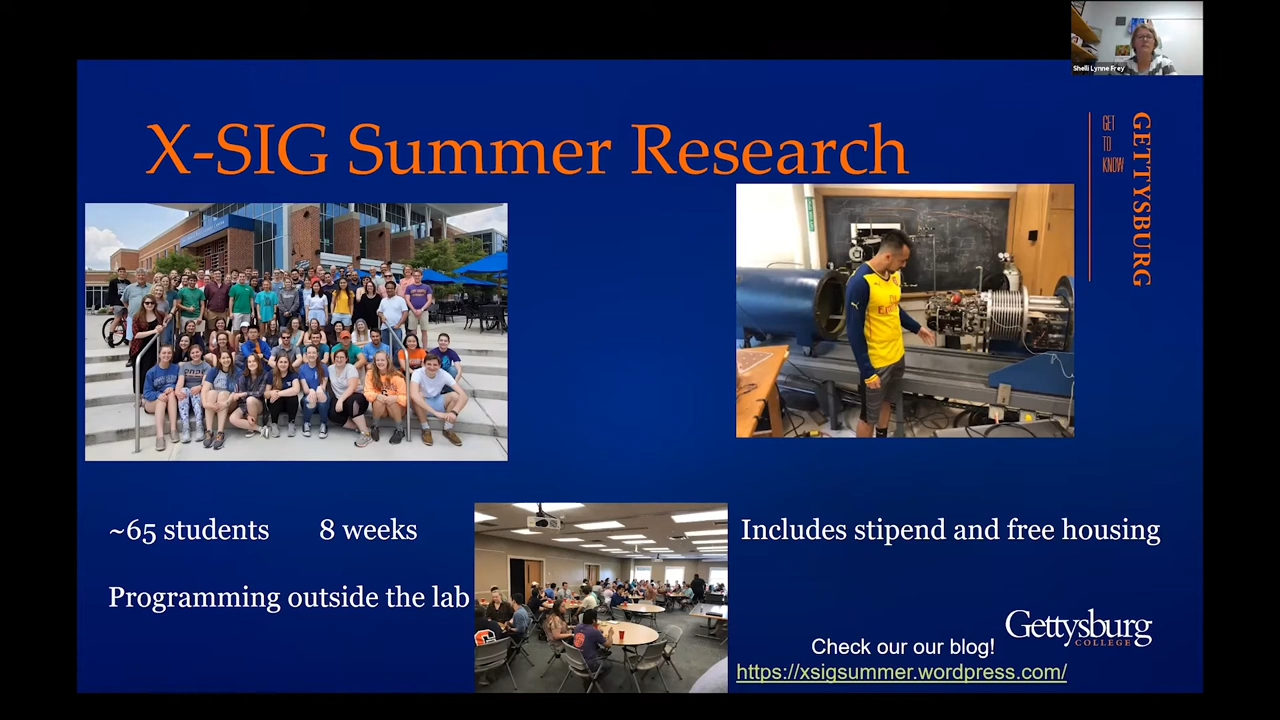 Shelli Lynne Frey
X-SIG Summer Research
GET
TO
KNOW
GETTYSBURG
~65 students 8 weeks
Includes stipend and free housing
Programming outside the lab
Gettysburg
COLLEGE
Check our our blog!
https://xsigsummer.wordpress.com/